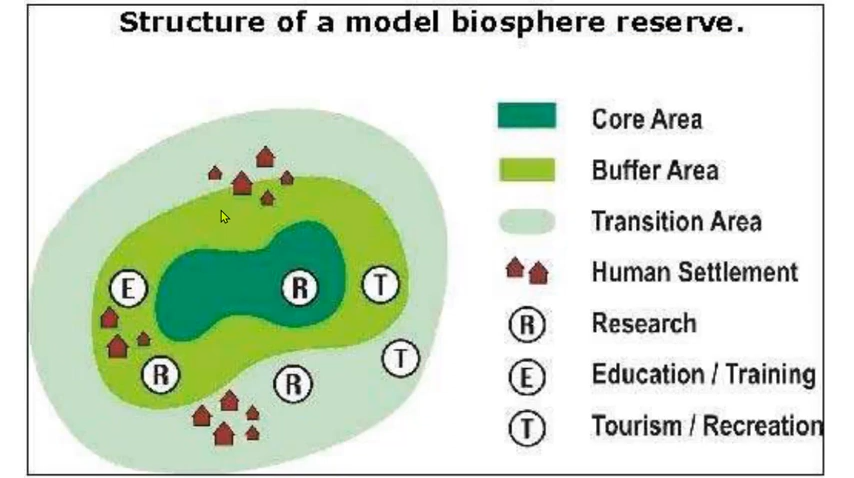 Structure of a model biosphere reserve.
Core Area
Buffer Area
Transition Area
Human Settlement
R Research
E Education / Training
T Tourism / Recreation
E
R
T
R
R
T